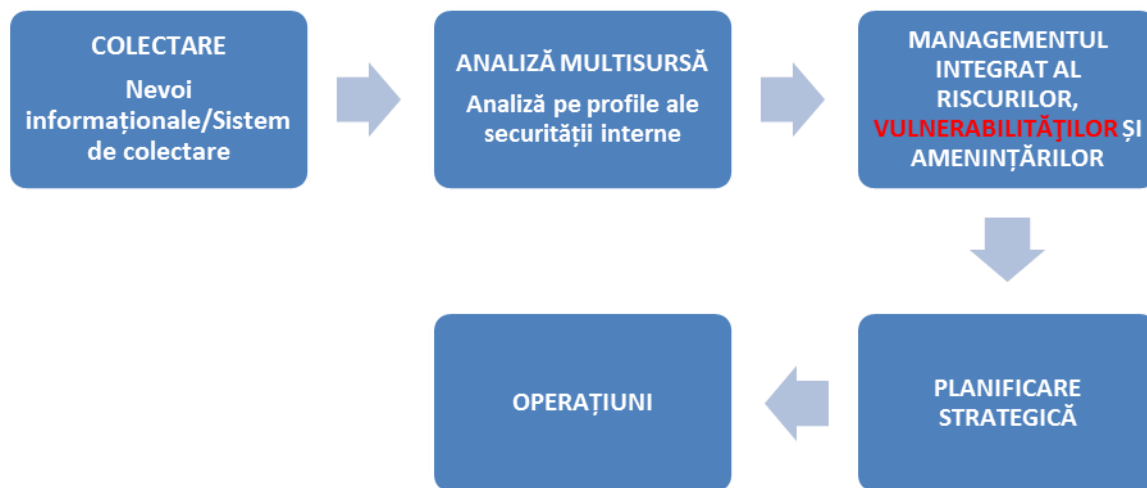 COLECTARE
Nevoi
informaționale/Sistem
de colectare
ANALIZĂ MULTISURSĂ
Analiză pe profile ale
securității interne
MANAGEMENTUL
INTEGRAT AL
RISCURILOR,
VULNERABILITĂŢILOR ȘI
AMENINȚĂRILOR
PLANIFICARE
STRATEGICĂ
OPERAȚIUNI